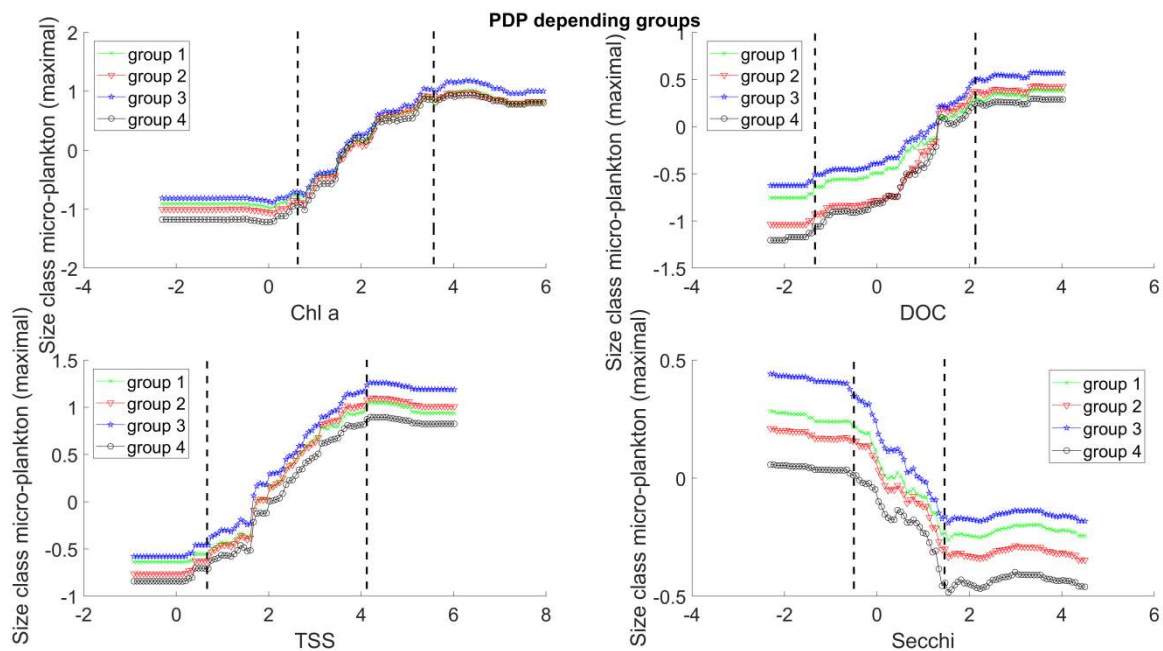 PDP depending groups
Size class micro-plankton (maximal)
2
1
0
-1
-2
group 1
group 2
group 3
group 4
-4
-2
0
2
4
6
Chl a
Size class micro-plankton (maximal)
1
0.5
0
-0.5
-1
-1.5
group 1
group 2
group 3
group 4
-4
-2
0
2
4
6
DOC
Size class micro-plankton (maximal)
1.5
1
0.5
0
-0.5
-1
group 1
group 2
group 3
group 4
-2
0
2
4
6
8
TSS
Size class micro-plankton (maximal)
0.5
0
-0.5
group 1
group 2
group 3
group 4
-4
-2
0
2
4
6
Secchi